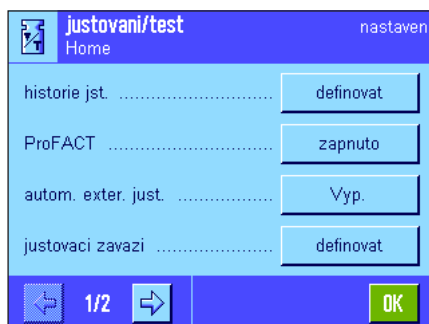 justovani/test
nastaven
Home
historie jst. ............................ definovat
ProFACT .............................. zapnuto
autom. exter. just. .................. Vyp.
justovaci zavazi ..................... definovat
1/2
OK